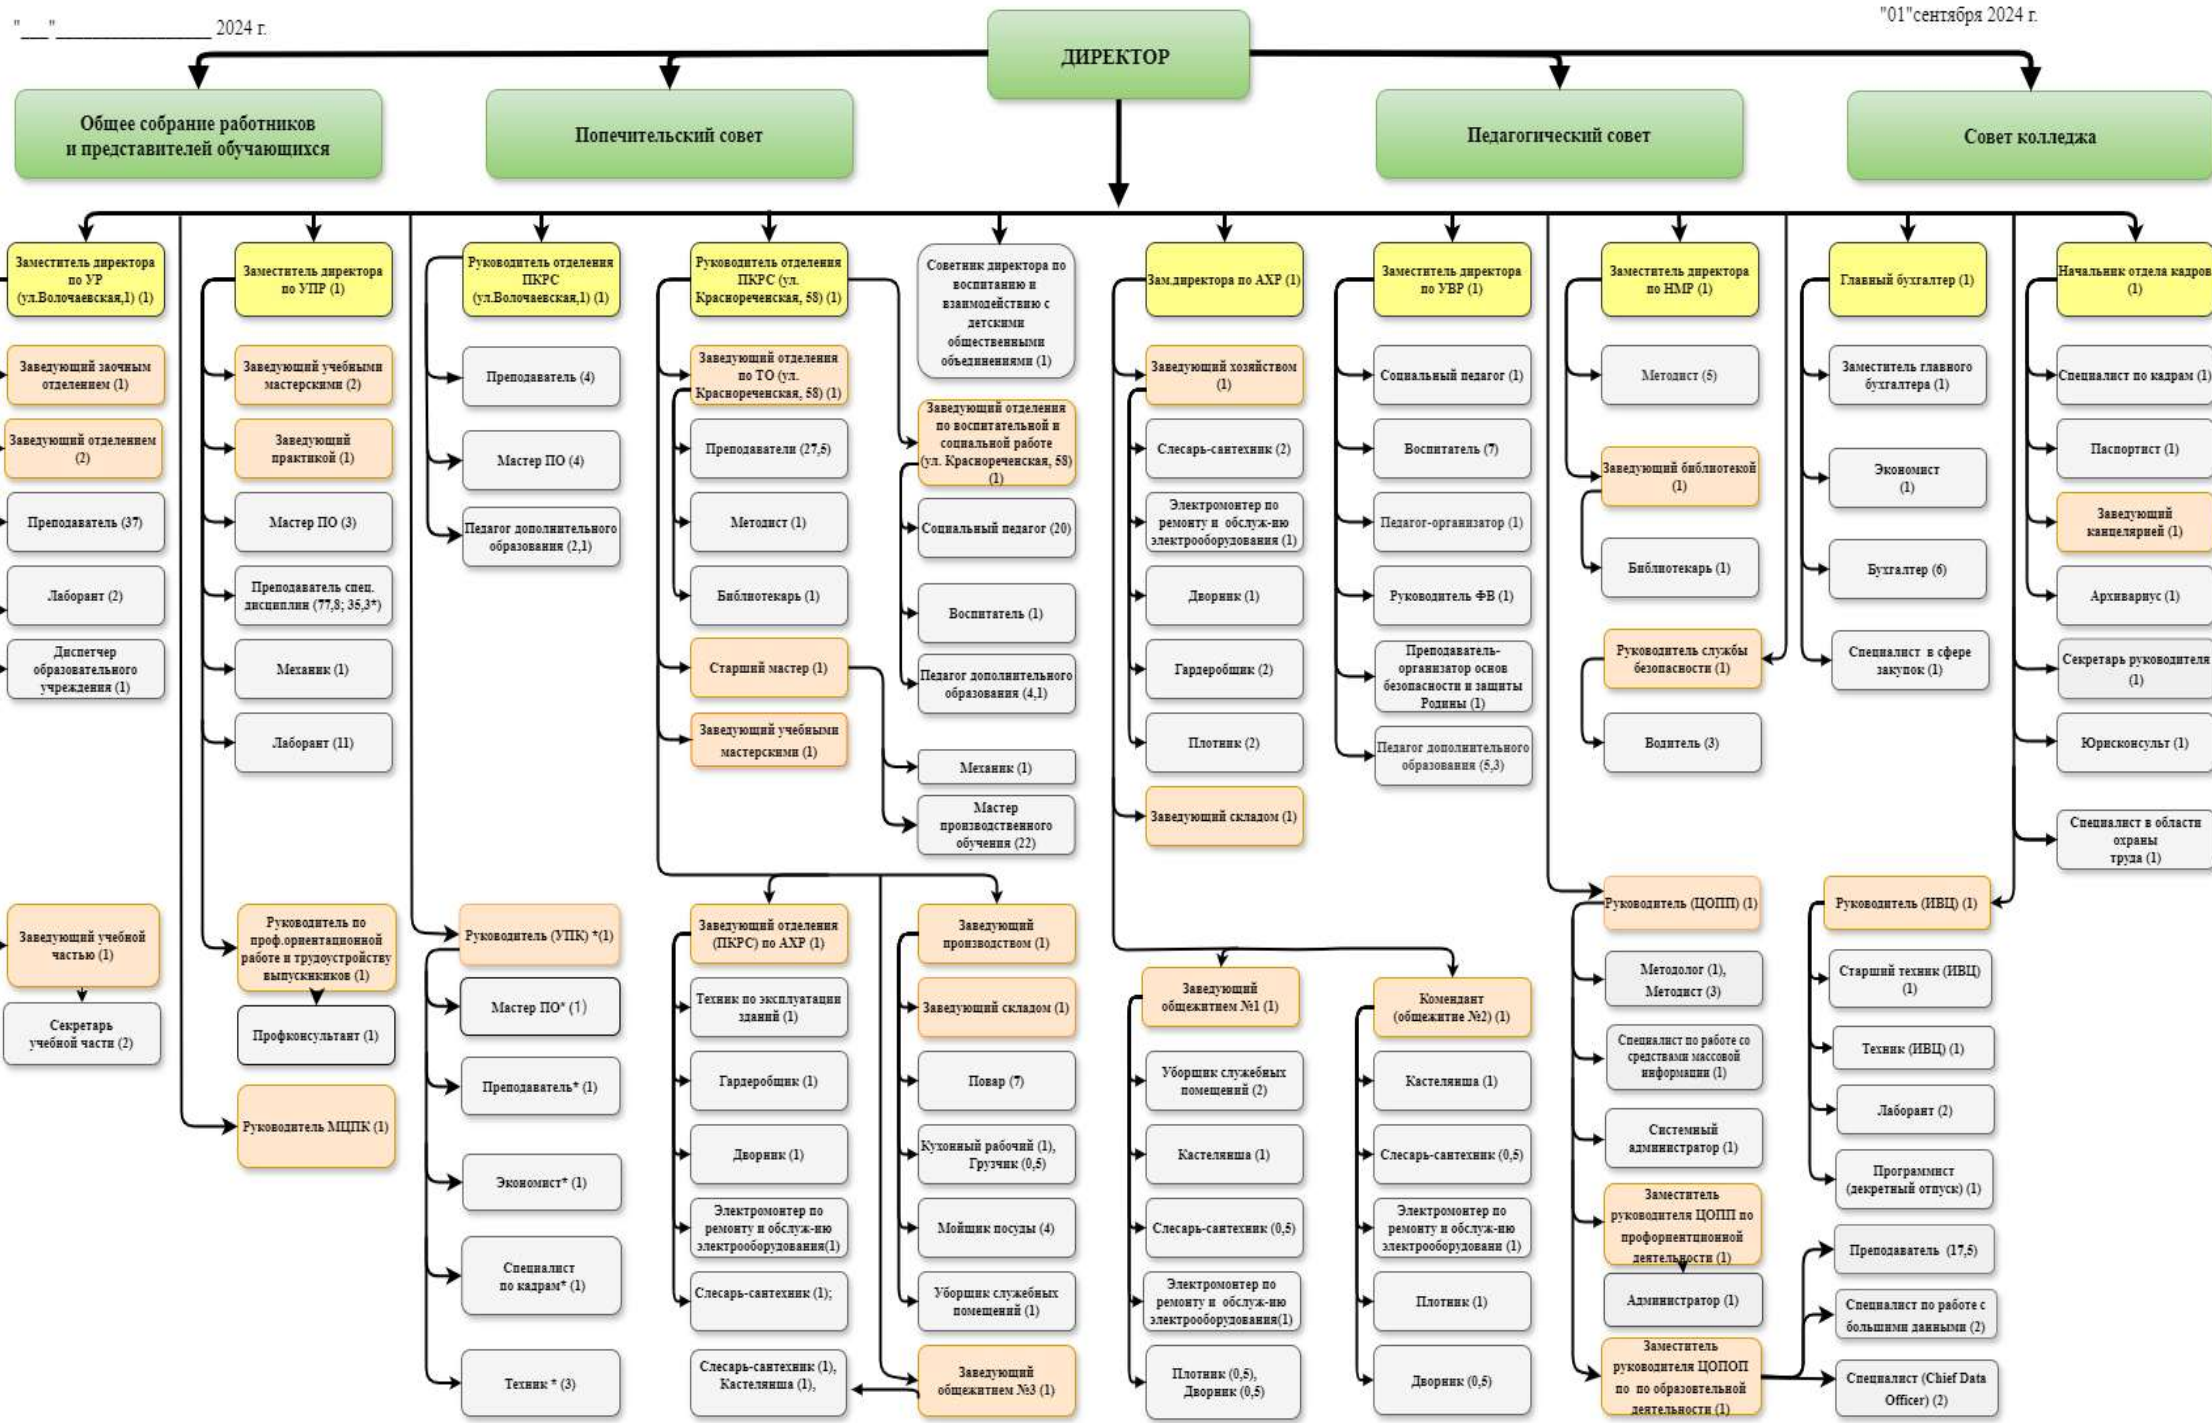 "___"_________________ 2024 г.
"01"сентября 2024 г.
ДИРЕКТОР
Общее собрание работников
и представителей обучающихся
Попечительский совет
Педагогический совет
Совет колледжа
Заместитель директора
по УР
(ул.Волочаевская,1) (1)
Заведующий заочным
отделением (1)
Заведующий отделением
(2)
Преподаватель (37)
Лаборант (2)
Диспетчер
образовательного
учреждения (1)
Заведующий учебной
частью (1)
Секретарь
учебной части (2)
Заместитель директора
по УПР (1)
Заведующий учебными
мастерскими (2)
Заведующий
практикой (1)
Мастер ПО (3)
Преподаватель спец.
дисциплин (77,8; 35,3*)
Механик (1)
Лаборант (11)
Руководитель по
проф.ориентационной
работе и трудоустройству
выпускнкиков (1)
Профконсультант (1)
Руководитель МЦПК (1)
Руководитель отделения
ПКРС
(ул.Волочаевская,1) (1)
Преподаватель (4)
Мастер ПО (4)
Педагог дополнительного
образования (2,1)
Руководитель (УПК) *(1)
Мастер ПО* (1)
Преподаватель* (1)
Экономист* (1)
Специалист
по кадрам* (1)
Техник * (3)
Руководитель отделения
ПКРС (ул.
Краснореченская, 58) (1)
Заведующий отделения
по ТО (ул.
Краснореченская, 58) (1)
Преподаватели (27,5)
Методист (1)
Библиотекарь (1)
Старший мастер (1)
Заведующий учебными
мастерскими (1)
Заведующий отделения
(ПКРС) по АХР (1)
Техник по эксплуатации
зданий (1)
Гардеробщик (1)
Дворник (1)
Электромонтер по
ремонту и обслуж-ию
электрооборудования(1)
Слесарь-сантехник (1);
Слесарь-сантехник (1),
Кастелянша (1),
Советник директора по
воспитанию и
взаимодействию с
детскими
общественными
объединениями (1)
Заведующий отделения
по воспитательной и
социальной работе
(ул. Краснореченская, 58)
(1)
Социальный педагог (20)
Воспитатель (1)
Педагог дополнительного
образования (4,1)
Механик (1)
Мастер
производственного
обучения (22)
Заведующий
производством (1)
Заведующий складом (1)
Повар (7)
Кухонный рабочий (1),
Грузчик (0,5)
Мойщик посуды (4)
Уборщик служебных
помещений (1)
Заведующий
общежитием №3 (1)
Зам.директора по АХР (1)
Заведующий хозяйством
(1)
Слесарь-сантехник (2)
Электромонтер по
ремонту и обслуж-ию
электрооборудования (1)
Дворник (1)
Гардеробщик (2)
Плотник (2)
Заведующий складом (1)
Заведующий
общежитием №1 (1)
Уборщик служебных
помещений (2)
Кастелянша (1)
Слесарь-сантехник (0,5)
Электромонтер по
ремонту и обслуж-ию
электрооборудования(1)
Плотник (0,5),
Дворник (0,5)
Заместитель директора
по УВР (1)
Социальный педагог (1)
Воспитатель (7)
Педагог-организатор (1)
Руководитель ФВ (1)
Преподаватель-
организатор основ
безопасности и защиты
Родины (1)
Педагог дополнительного
образования (5,3)
Комендант
(общежитие №2) (1)
Кастелянша (1)
Слесарь-сантехник (0,5)
Электромонтер по
ремонту и обслуж-ию
электрооборудовани (1)
Плотник (1)
Дворник (0,5)
Заместитель директора
по НМР (1)
Методист (5)
Заведующий библиотекой
(1)
Библиотекарь (1)
Руководитель службы
безопасности (1)
Водитель (3)
Руководитель (ЦОПП) (1)
Методолог (1),
Методист (3)
Специалист по работе со
средствами массовой
информации (1)
Системный
администратор (1)
Заместитель
руководителя ЦОПП по
профориентционной
деятельности (1)
Администратор (1)
Заместитель
руководителя ЦОПОП
по по образовтельной
деятельности (1)
Главный бухгалтер (1)
Заместитель главного
бухгалтера (1)
Экономист
(1)
Бухгалтер (6)
Специалист в сфере
закупок (1)
Руководитель (ИВЦ) (1)
Старший техник (ИВЦ)
(1)
Техник (ИВЦ) (1)
Лаборант (2)
Программист
(декретный отпуск) (1)
Преподаватель (17,5)
Специалист по работе с
большими данными (2)
Специалист (Chief Data
Officer) (2)
Начальник отдела кадров
(1)
Специалист по кадрам (1)
Паспортист (1)
Заведующий
канцелярией (1)
Архивариус (1)
Секретарь руководителя
(1)
Юрисконсульт (1)
Специалист в области
охраны
труда (1)